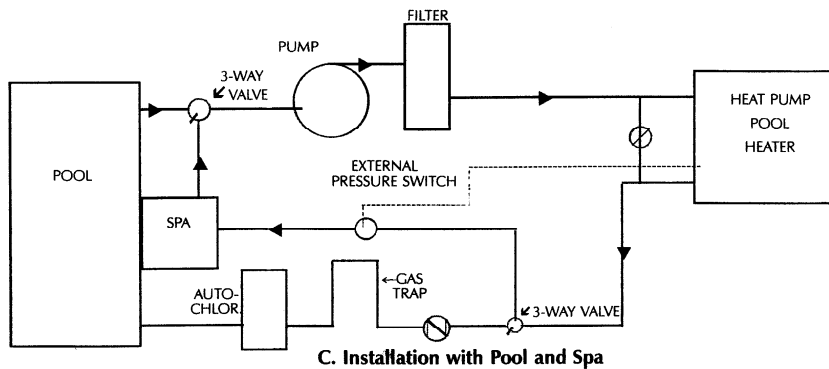 FILTER
PUMP
3-WAY
VALVE
HEAT PUMP
POOL
HEATER
POOL
EXTERNAL
PRESSURE SWITCH
SPA
AUTO-
CHLOR.
GAS
TRAP
3-WAY VALVE
C. Installation with Pool and Spa